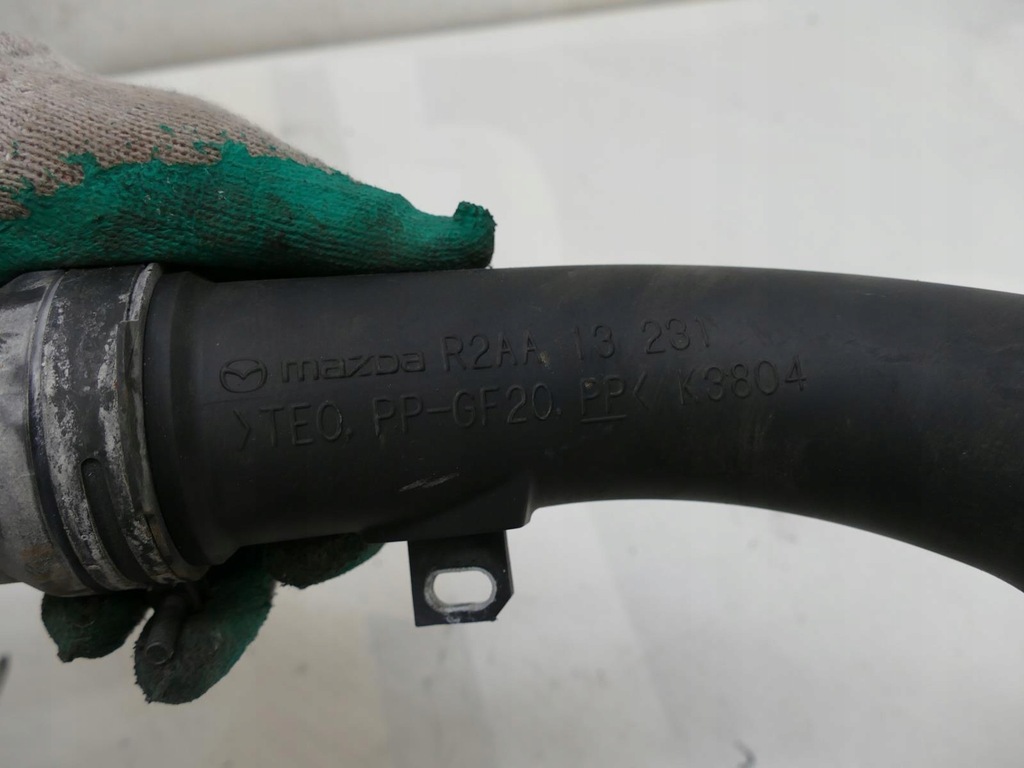 mazda R2AA 13 231
>TEO, PP-GF20, PP< K3804